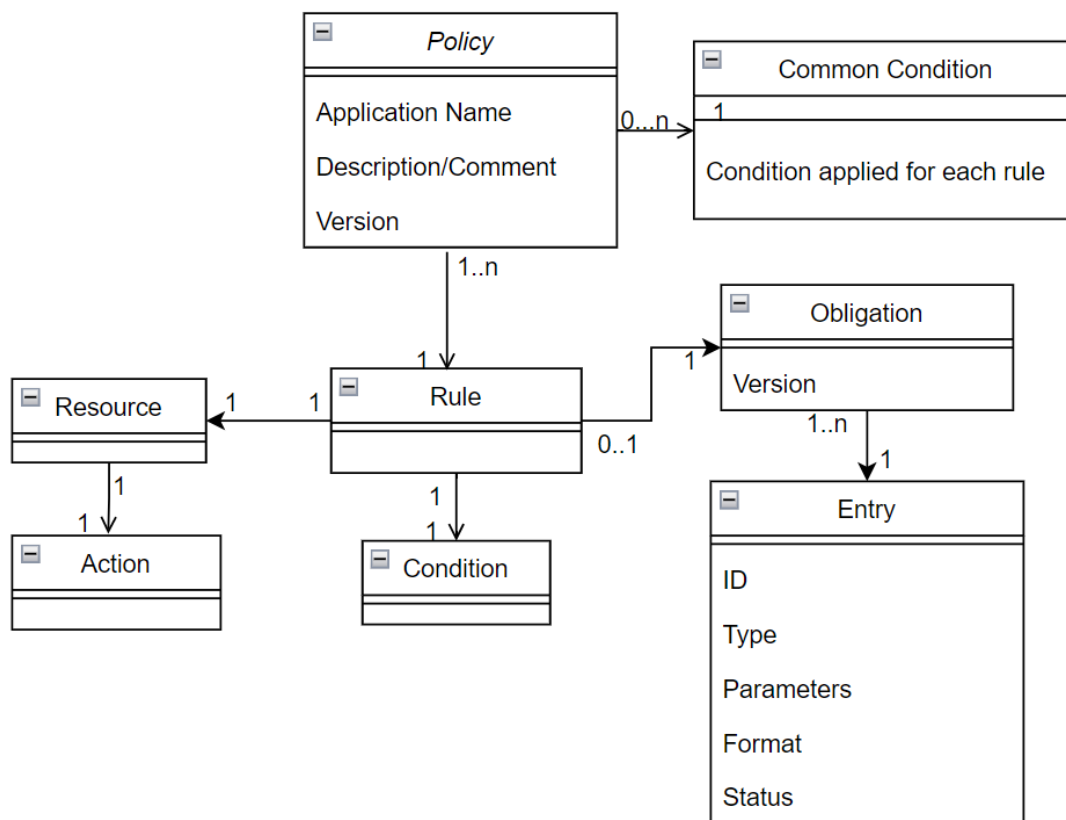 Policy
Application Name
Description/Comment
Version
0...n
1
Common Condition
Condition applied for each rule
1..n
1
Rule
1
1
Resource
1
1
Action
1
1
Condition
0..1
1
Obligation
Version
1..n
1
Entry
ID
Type
Parameters
Format
Status